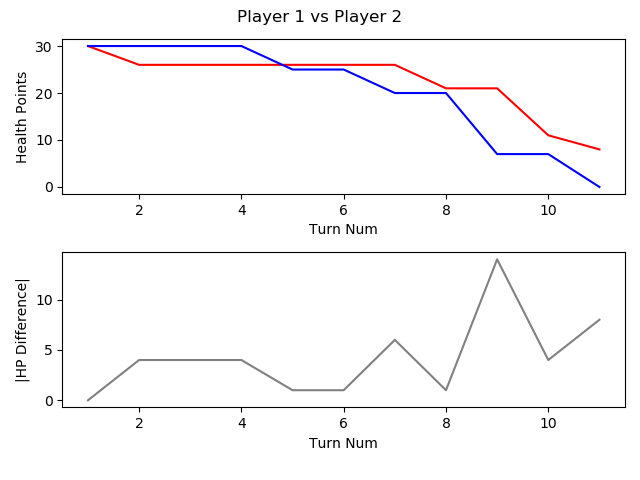 Player 1 vs Player 2
30
20
10
0
Health Points
2 4 6 8 10
Turn Num
10
5
0
|HP Difference|
2 4 6 8 10
Turn Num